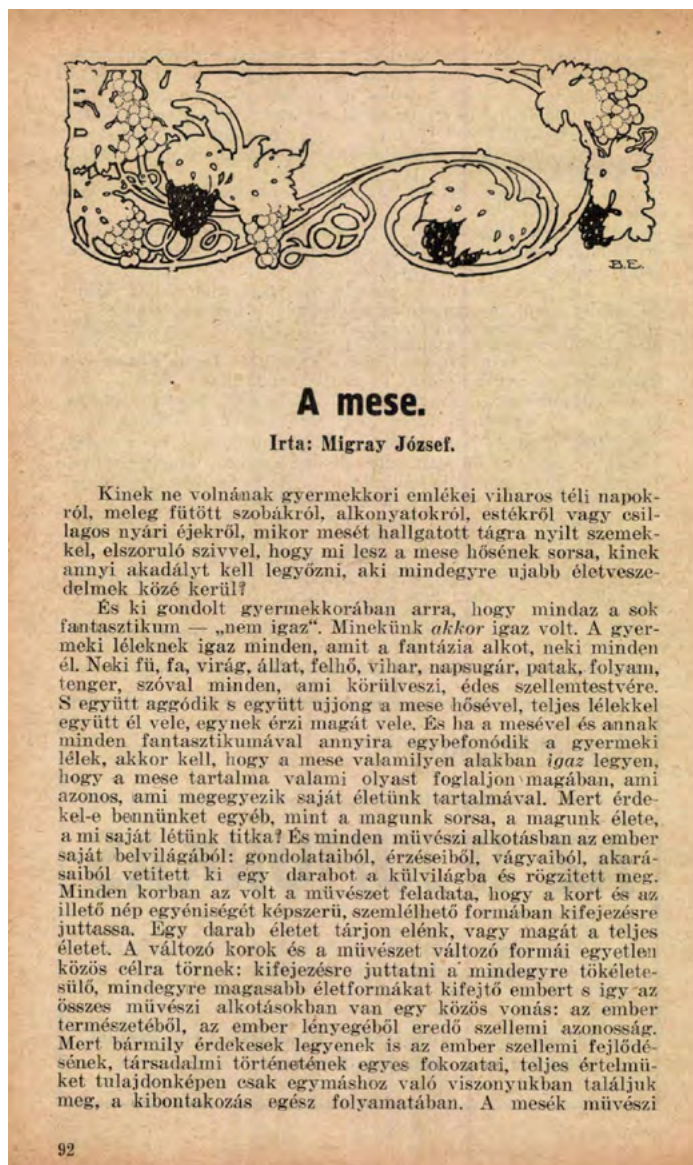 B.E.
A mese.
Irta: Migray József.
Kinek ne volnának gyermekkori emlékei viharos téli napok-
ról, meleg fütött szobákról, alkonyatokról, estékről vagy csil-
lagos nyári éjekről, mikor mesét hallgatott tágra nyilt szemek-
kel, elszoruló szivvel, hogy mi lesz a mese hősének sorsa, kinek
annyi akadályt kell legyőzni, aki mindegyre ujabb életvesze-
delmek közé kerül?
És ki gondolt gyermekkorában arra, hogy mindaz a sok
fantasztikum — „nem igaz“. Minekünk akkor igaz volt. A gyer-
meki léleknek igaz minden, amit a fantázia alkot, neki minden
él. Neki fü, fa, virág, állat, felhő, vihar, napsugár, patak, folyam,
tenger, szóval minden, ami körülveszi, édes szellemtestvére.
S együtt aggódik s együtt ujjong a mese hősével, teljes lélekkel
együtt él vele, egynek érzi magát vele. És ha a mesével és annak
minden fantasztikumával annyira egybefonódik a gyermeki
lélek, akkor kell, hogy a mese valamilyen alakban igaz legyen,
hogy a mese tartalma valami olyast foglaljon magában, ami
azonos, ami megegyezik saját életünk tartalmával. Mert érde-
kel-e bennünket egyéb, mint a magunk sorsa, a magunk élete,
a mi saját létünk titka? És minden müvészi alkotásban az ember
saját belvilágából: gondolataiból, érzéseiből, vágyaiból, akará-
saiból vetitett ki egy darabot a külvilágba és rögzitett meg.
Minden korban az volt a müvészet feladata, hogy a kort és az
illető nép egyéniségét képszerü, szemlélhető formában kifejezésre
juttassa. Egy darab életet tárjon elénk, vagy magát a teljes
életet. A változó korok és a müvészet változó formái egyetlen
közös célra törnek: kifejezésre juttatni a mindegyre tökélete-
sülő, mindegyre magasabb életformákat kifejtő embert s igy az
összes müvészi alkotásokban van egy közös vonás: az ember
természetéből, az ember lényegéből eredő szellemi azonosság.
Mert bármily érdekesek legyenek is az ember szellemi fejlődé-
sének, társadalmi történetének egyes fokozatai, teljes értelmü-
ket tulajdonképen csak egymáshoz való viszonyukban találjuk
meg, a kibontakozás egész folyamatában. A mesék müvészi
92